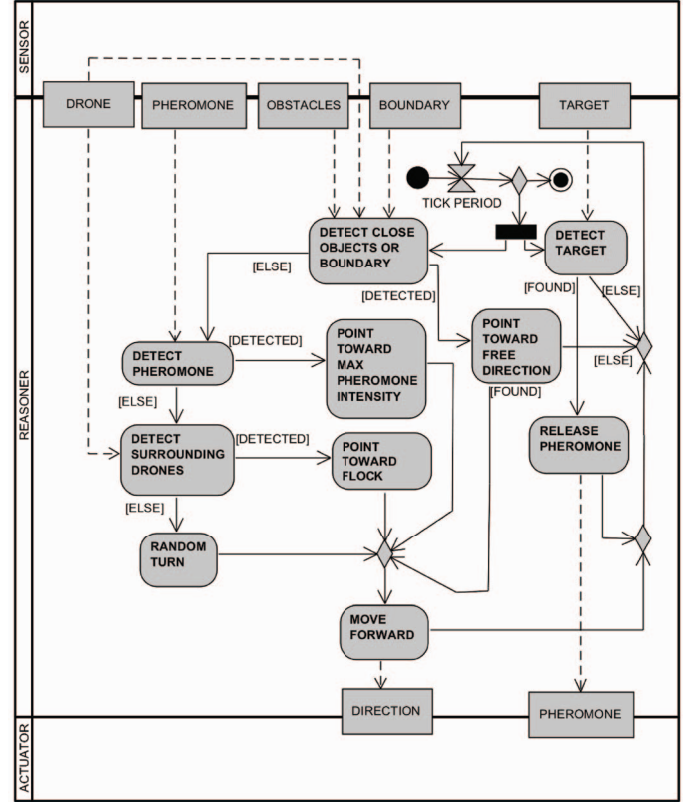 SENSOR
DRONE
PHEROMONE
OBSTACLES
BOUNDARY
TARGET
REASONER
TICK PERIOD
DETECT CLOSE
OBJECTS OR
BOUNDARY
DETECT
TARGET
[ELSE]
[DETECTED]
[FOUND]
[ELSE]
DETECT
PHEROMONE
[DETECTED]
POINT
TOWARD
MAX
PHEROMONE
INTENSITY
POINT
TOWARD
FREE
DIRECTION
[ELSE]
[FOUND]
[ELSE]
DETECT
SURROUNDING
DRONES
[DETECTED]
POINT
TOWARD
FLOCK
RELEASE
PHEROMONE
[ELSE]
RANDOM
TURN
MOVE
FORWARD
DIRECTION
PHEROMONE
ACTUATOR